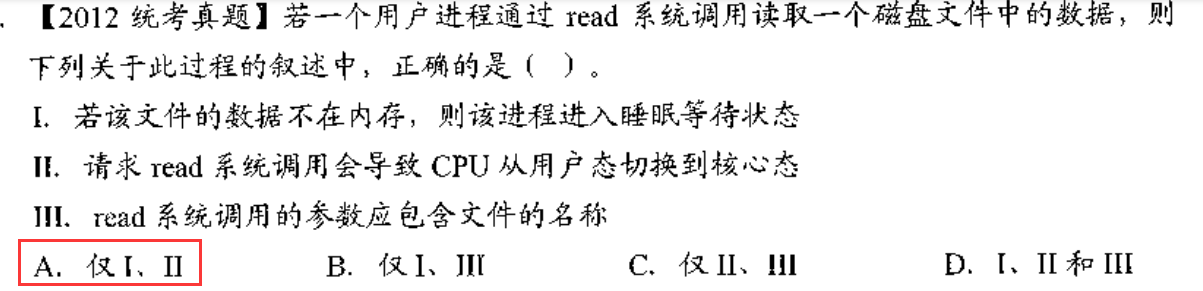 . 【2012 统考真题】若一个用户进程通过 read 系统调用读取一个磁盘文件中的数据，则
下列关于此过程的叙述中，正确的是（ ）。
I. 若该文件的数据不在内存，则该进程进入睡眠等待状态
II. 请求 read 系统调用会导致 CPU 从用户态切换到核心态
III. read 系统调用的参数应包含文件的名称
A. 仅 I、II B. 仅 I、III C. 仅 II、III D. I、II 和 III